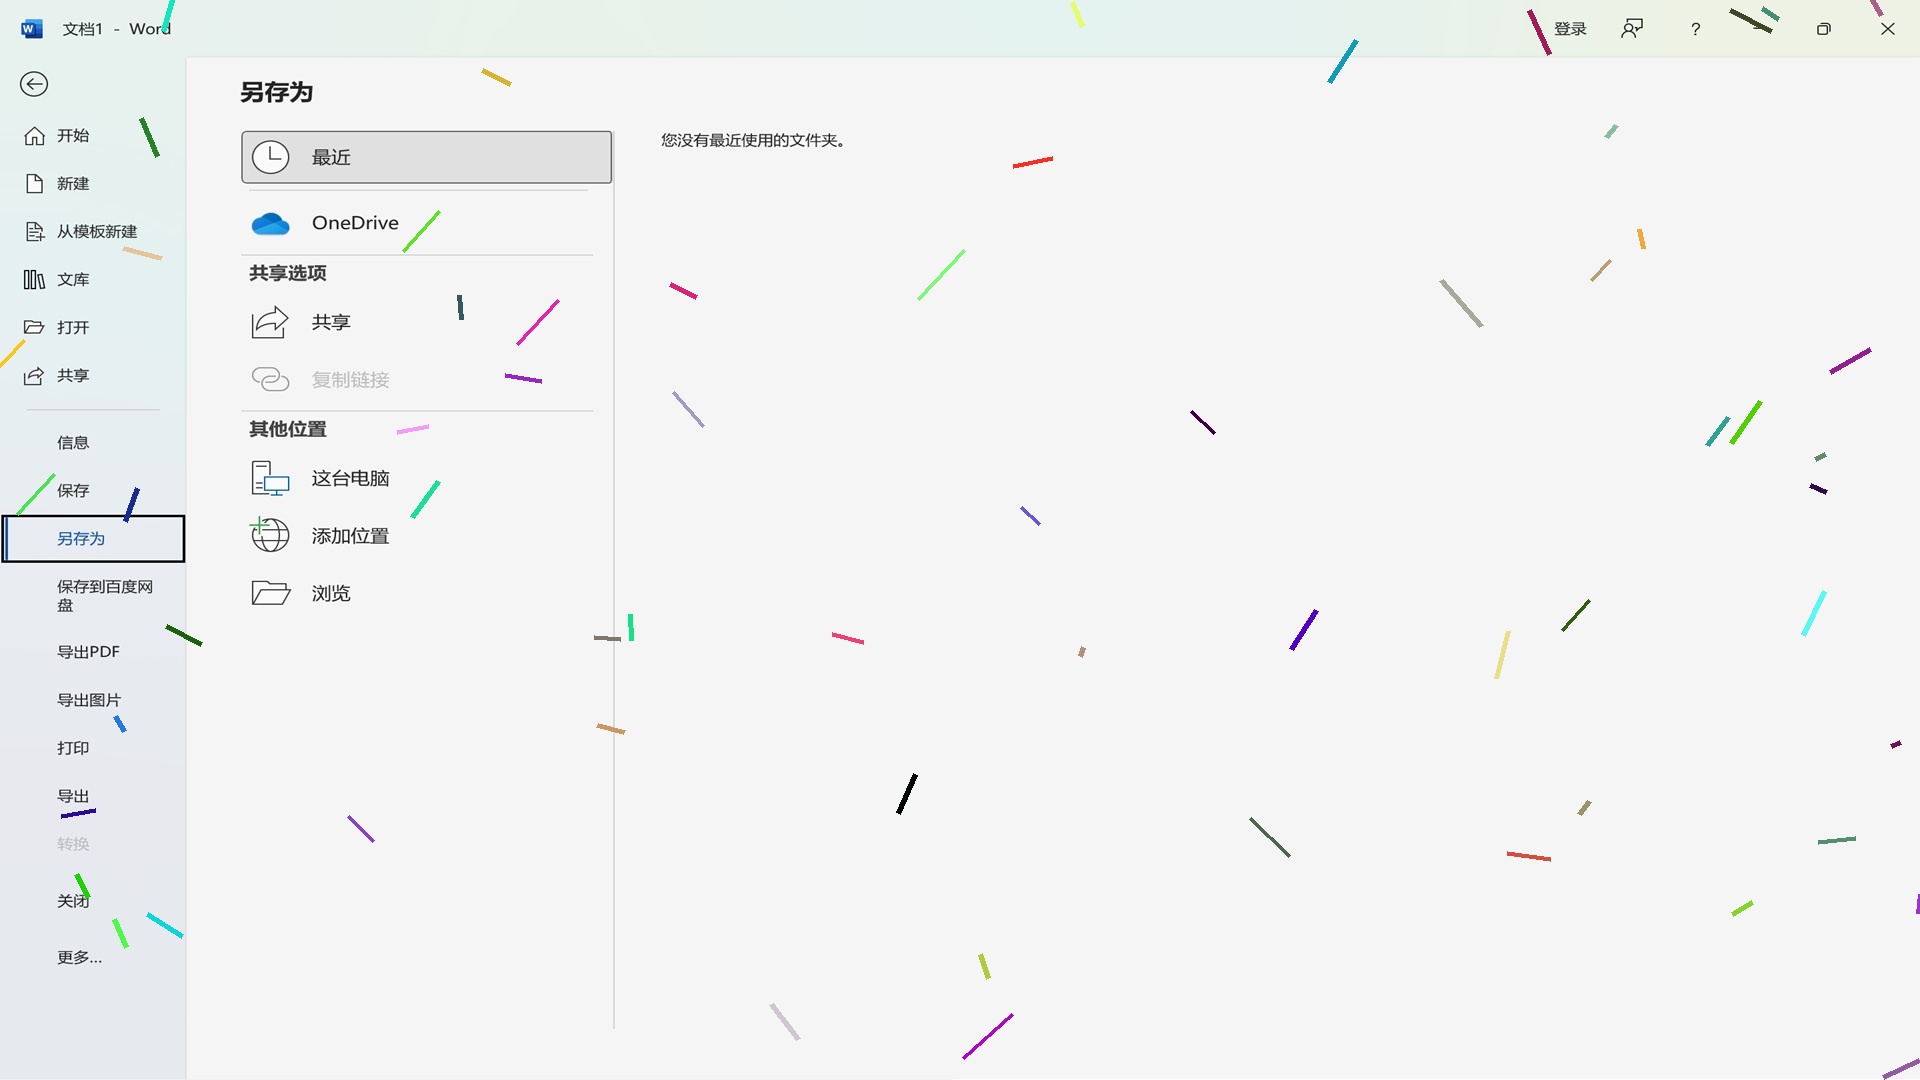 文档1 - Word
登录
开始
新建
从模板新建
文库
打开
共享
信息
保存
另存为
保存到百度网
盘
导出PDF
导出图片
打印
导出
转换
关闭
更多...
另存为
最近
OneDrive
共享选项
共享
复制链接
其他位置
这台电脑
添加位置
浏览
您没有最近使用的文件夹。